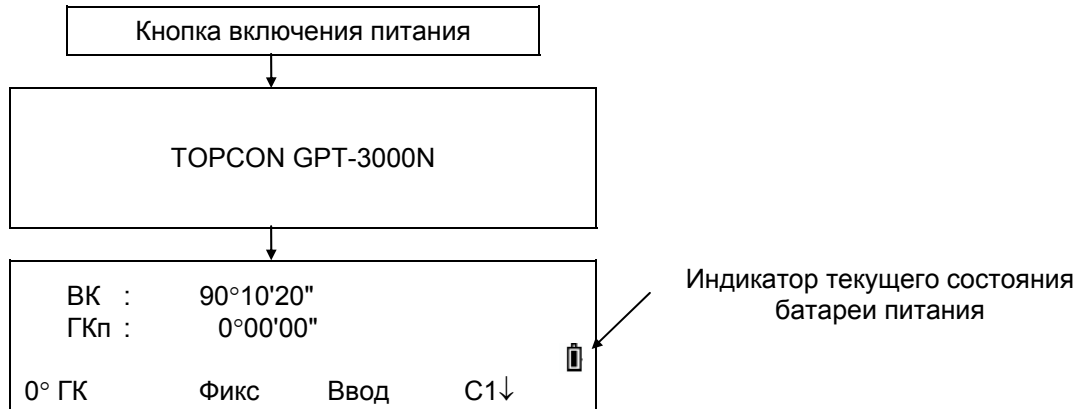 Кнопка включения питания
TOPCON GPT-3000N
ВК : 90°10'20"
ГКп : 0°00'00"
0° ГК Фикс Ввод С1↓
Индикатор текущего состояния
батареи питания